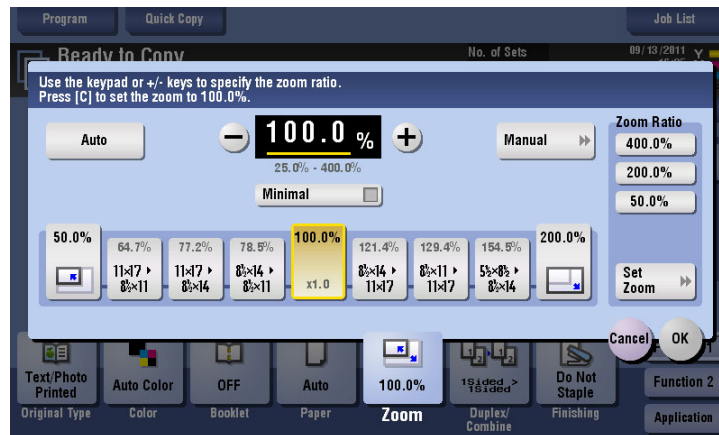 Program
Quick Copy
Job List
Ready to Copy
No. of Sets
09/13/2011
Y
Use the keypad or +/- keys to specify the zoom ratio.
Press [C] to set the zoom to 100.0%.
Auto
− 100.0 % +
Manual
25.0% - 400.0%
Minimal
Zoom Ratio
400.0%
200.0%
50.0%
Set
Zoom
50.0%
64.7%
11×17 ▸
8½×11
77.2%
11×17 ▸
8½×14
78.5%
8½×14 ▸
8½×11
100.0%
x1.0
121.4%
8½×14 ▸
11×17
129.4%
8½×11 ▸
11×17
154.5%
5½×8½ ▸
8½×14
200.0%
Cancel
OK
Text/Photo
Printed
Original Type
Auto Color
Color
OFF
Booklet
Auto
Paper
100.0%
Zoom
1Sided >
1Sided
Duplex/
Combine
Do Not
Staple
Finishing
Function 2
Application